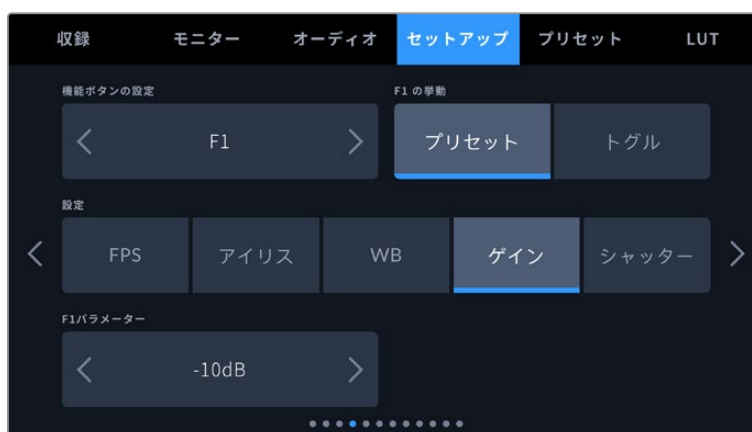 収録 モニター オーディオ セットアップ プリセット LUT
機能ボタンの設定 F1 の挙動
F1 プリセット トグル
設定
FPS アイリス WB ゲイン シャッター
F1パラメーター
-10dB